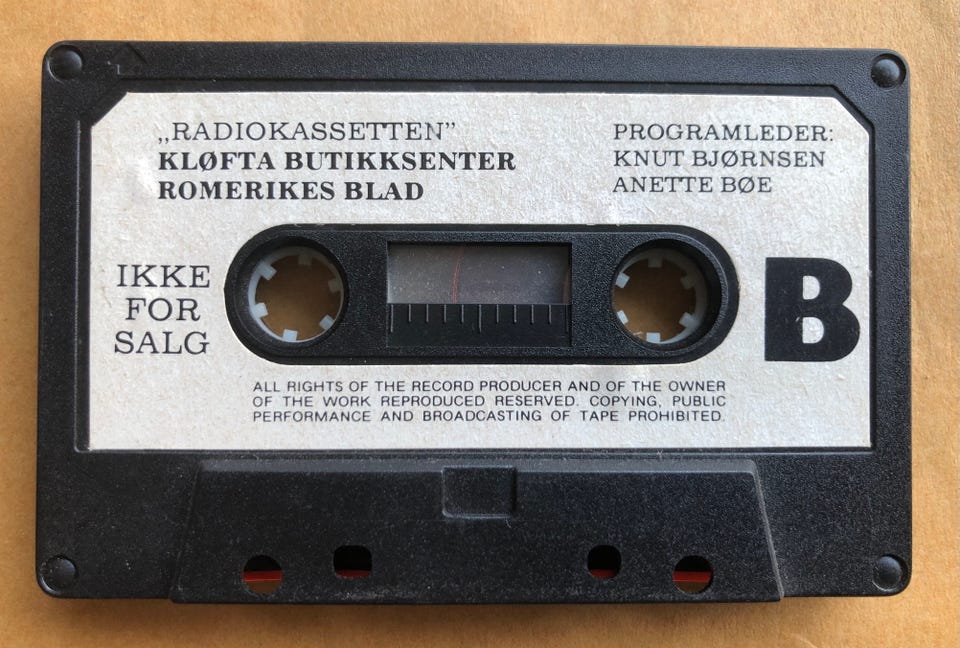 „RADIOKASSETTEN”
KLØFTA BUTIKKSENTER
ROMERIKES BLAD
PROGRAMLEDER:
KNUT BJØRNSEN
ANETTE BØE
IKKE
FOR
SALG
B
ALL RIGHTS OF THE RECORD PRODUCER AND OF THE OWNER
OF THE WORK REPRODUCED RESERVED. COPYING, PUBLIC
PERFORMANCE AND BROADCASTING OF TAPE PROHIBITED.